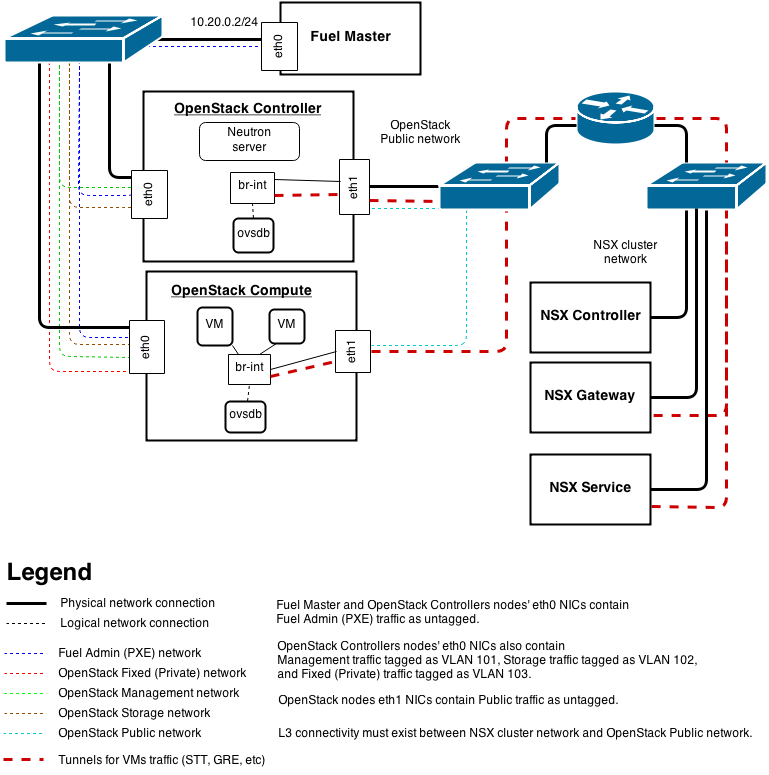 10.20.0.2/24
eth0
Fuel Master
OpenStack Controller
Neutron
server
br-int
ovsdb
eth0
eth1
OpenStack
Public network
OpenStack Compute
VM
VM
br-int
ovsdb
eth0
eth1
NSX cluster
network
NSX Controller
NSX Gateway
NSX Service
Legend
Physical network connection
Logical network connection
Fuel Admin (PXE) network
OpenStack Fixed (Private) network
OpenStack Management network
OpenStack Storage network
OpenStack Public network
Tunnels for VMs traffic (STT, GRE, etc)
Fuel Master and OpenStack Controllers nodes' eth0 NICs contain
Fuel Admin (PXE) traffic as untagged.
OpenStack Controllers nodes' eth0 NICs also contain
Management traffic tagged as VLAN 101, Storage traffic tagged as VLAN 102,
and Fixed (Private) traffic tagged as VLAN 103.
OpenStack nodes eth1 NICs contain Public traffic as untagged.
L3 connectivity must exist between NSX cluster network and OpenStack Public network.